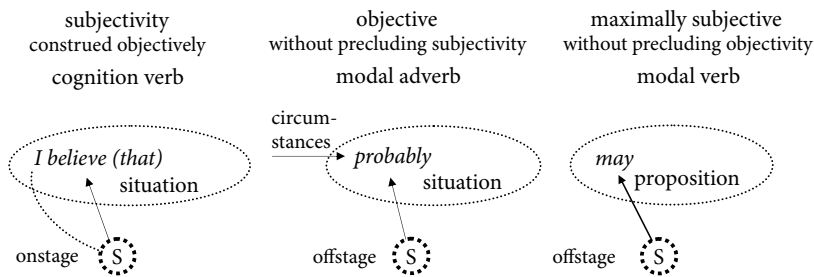 subjectivity
construed objectively
cognition verb
I believe (that)
situation
onstage
S
objective
without precluding subjectivity
modal adverb
circum-
stances
probably
situation
offstage
S
maximally subjective
without precluding objectivity
modal verb
may
proposition
offstage
S